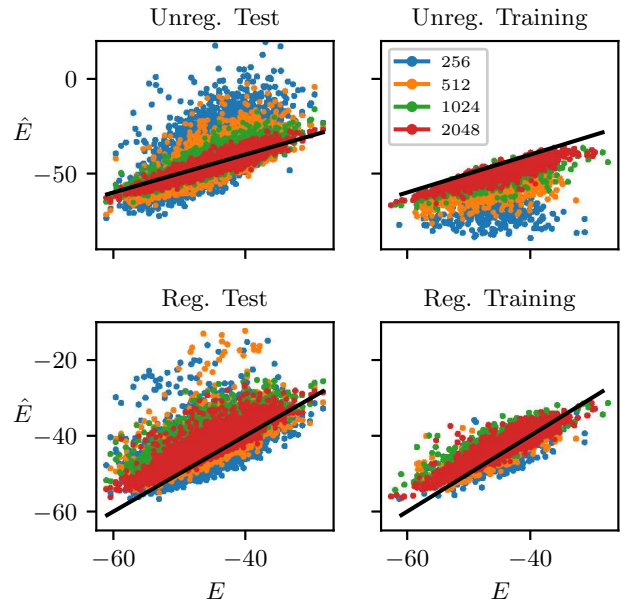 Unreg. Test
Unreg. Training
0
−50
Ê
256
512
1024
2048
Reg. Test
Reg. Training
−20
−40
−60
Ê
−60
−40
−60
−40
E
E